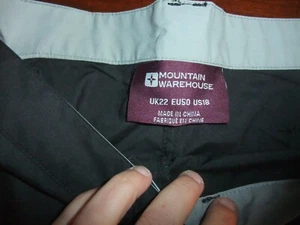 MOUNTAIN
WAREHOUSE
UK22 EU50 US18
MADE IN CHINA
FABRIQUÉ EN CHINE